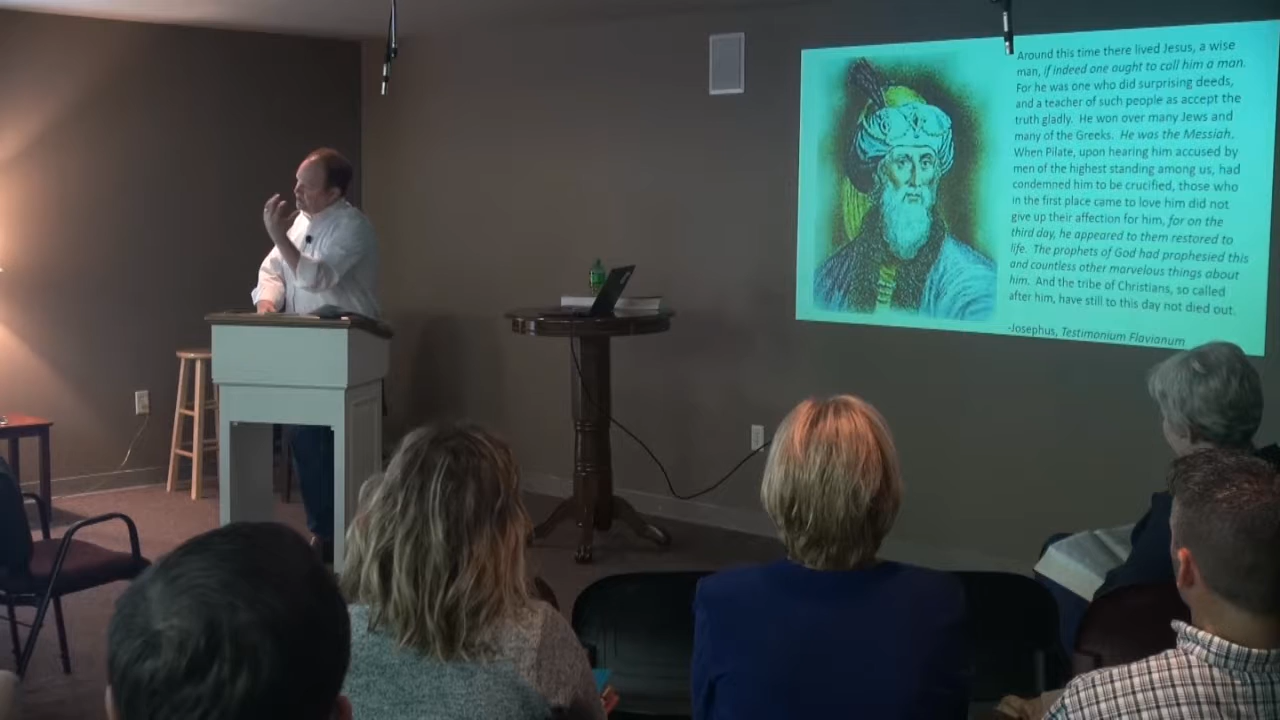 Around this time there lived Jesus, a wise
man, if indeed one ought to call him a man.
For he was one who did surprising deeds,
and a teacher of such people as accept the
truth gladly. He won over many Jews and
many of the Greeks. He was the Messiah.
When Pilate, upon hearing him accused by
men of the highest standing among us, had
condemned him to be crucified, those who
in the first place came to love him did not
give up their affection for him, for on the
third day, he appeared to them restored to
life. The prophets of God had prophesied this
and countless other marvelous things about
him. And the tribe of Christians, so called
after him, have still to this day not died out.
-Josephus, Testimonium Flavianum